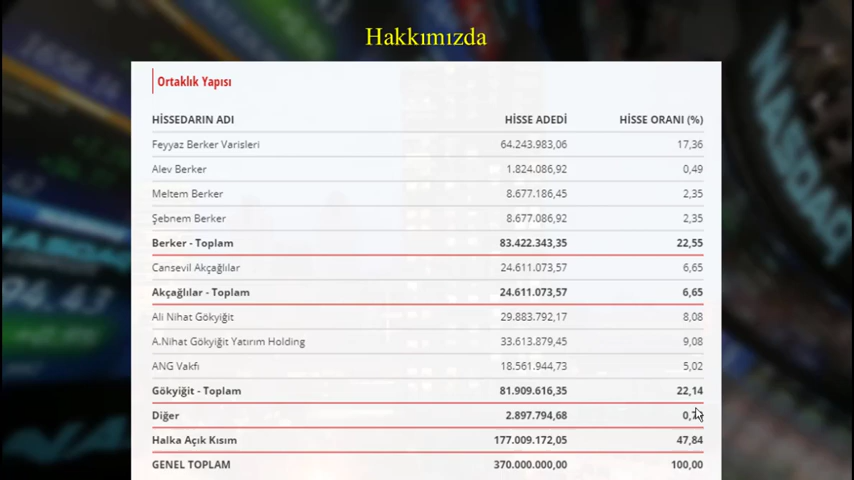 Hakkımızda
Ortaklık Yapısı
HİSSEDARIN ADI HİSSE ADEDİ HİSSE ORANI (%)
Feyyaz Berker Varisleri 64.243.983,06 17,36
Alev Berker 1.824.086,92 0,49
Meltem Berker 8.677.186,45 2,35
Şebnem Berker 8.677.086,92 2,35
Berker - Toplam 83.422.343,35 22,55
Cansevil Akçağlılar 24.611.073,57 6,65
Akçağlılar - Toplam 24.611.073,57 6,65
Ali Nihat Gökyiğit 29.883.792,17 8,08
A.Nihat Gökyiğit Yatırım Holding 33.613.879,45 9,08
ANG Vakfı 18.561.944,73 5,02
Gökyiğit - Toplam 81.909.616,35 22,14
Diğer 2.897.794,68
Halka Açık Kısım 177.009.172,05 47,84
GENEL TOPLAM 370.000.000,00 100,00
NASDAQ